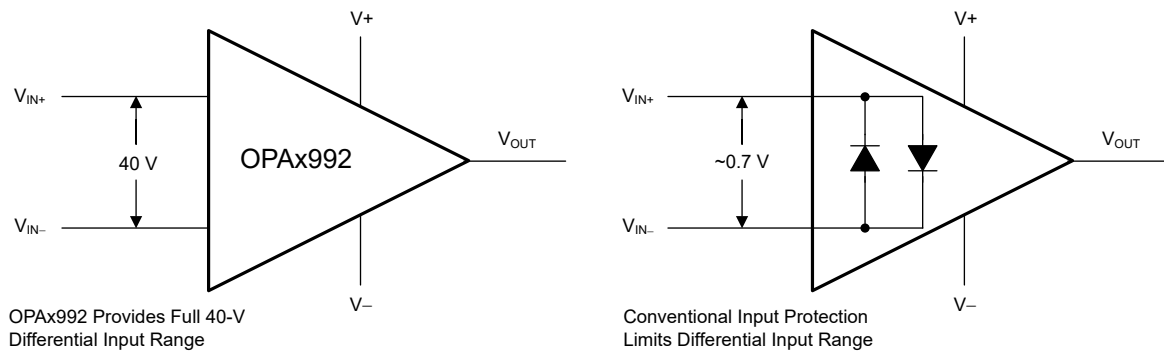 V+
VIN+
40 V
OPAx992
VOUT
VIN–
V–
OPAx992 Provides Full 40-V
Differential Input Range
V+
VIN+
~0.7 V
VOUT
VIN–
V–
Conventional Input Protection
Limits Differential Input Range